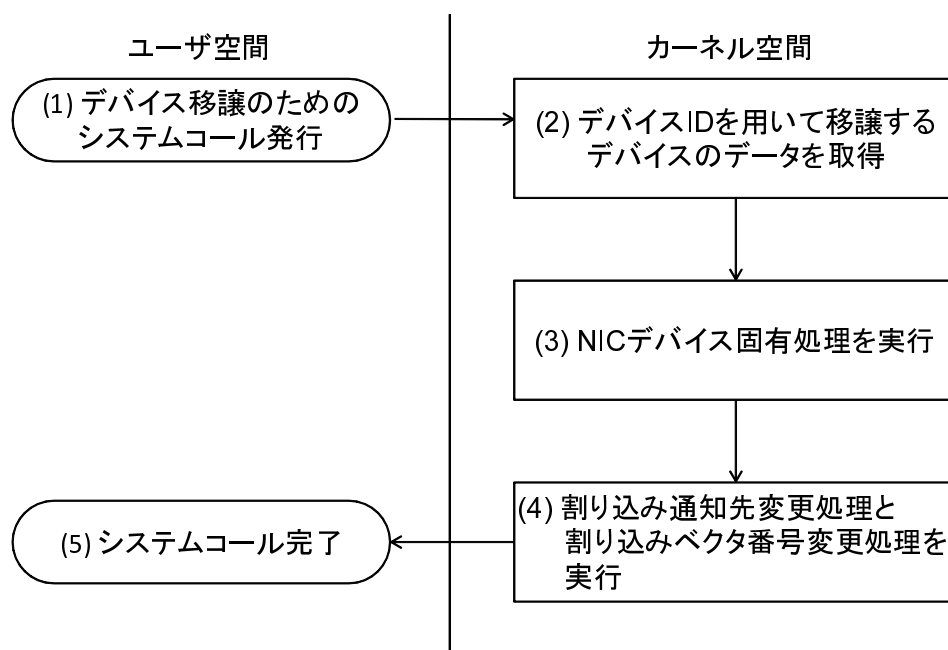 ユーザ空間
カーネル空間
(1) デバイス移譲のための
システムコール発行
(2) デバイスIDを用いて移譲する
デバイスのデータを取得
(3) NICデバイス固有処理を実行
(4) 割り込み通知先変更処理と
割り込みベクタ番号変更処理を
実行
(5) システムコール完了